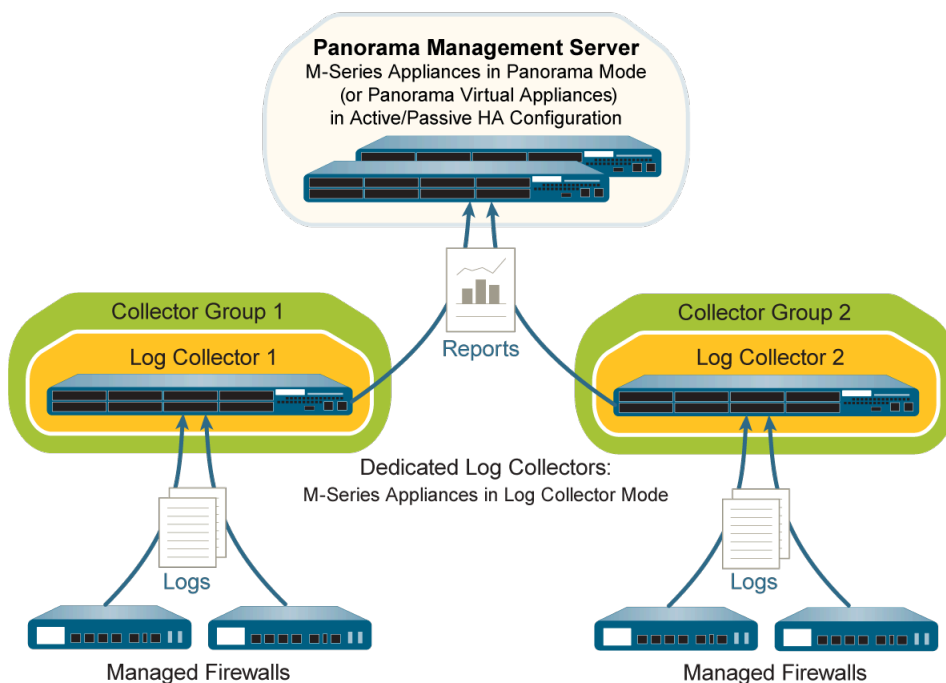 Panorama Management Server
M-Series Appliances in Panorama Mode
(or Panorama Virtual Appliances)
in Active/Passive HA Configuration
Reports
Collector Group 1
Log Collector 1
Collector Group 2
Log Collector 2
Dedicated Log Collectors:
M-Series Appliances in Log Collector Mode
Logs
Logs
Managed Firewalls
Managed Firewalls